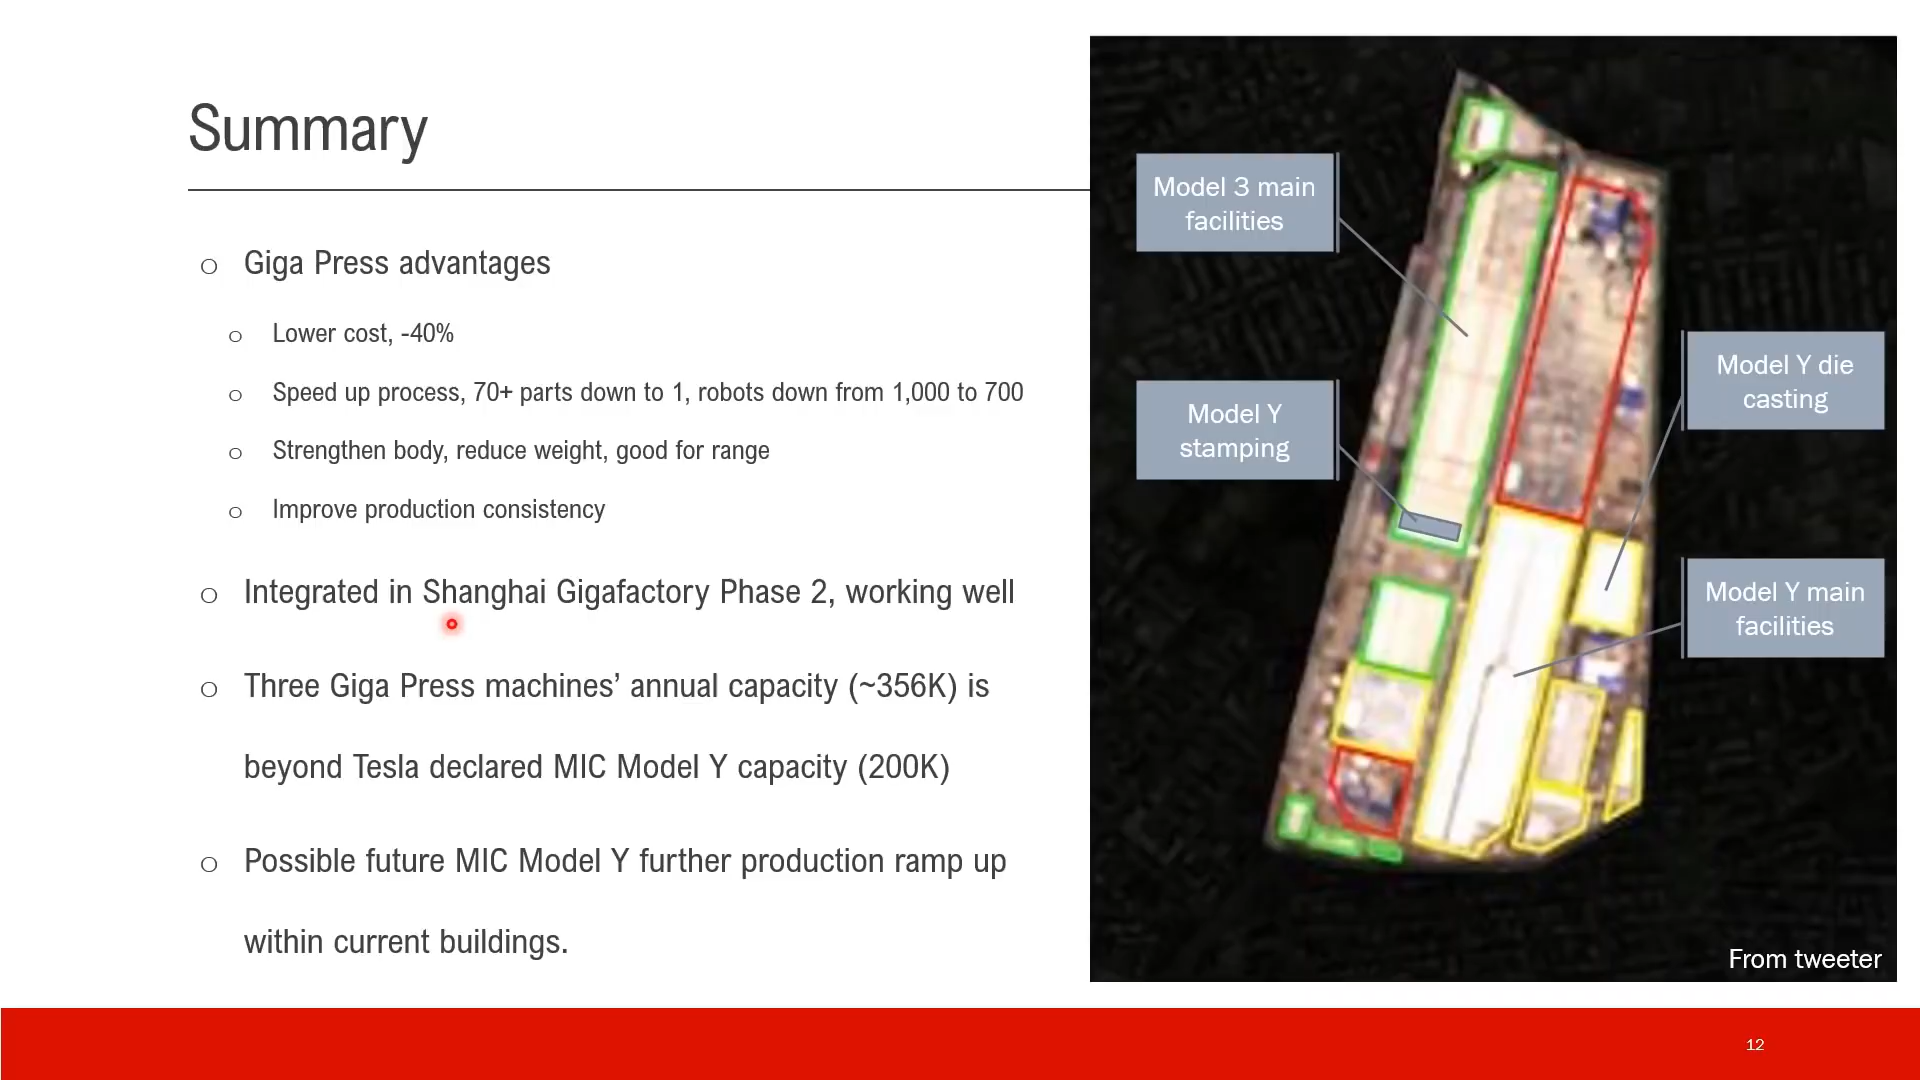 Summary
o Giga Press advantages
o Lower cost, -40%
o Speed up process, 70+ parts down to 1, robots down from 1,000 to 700
o Strengthen body, reduce weight, good for range
o Improve production consistency
o Integrated in Shanghai Gigafactory Phase 2, working well
o Three Giga Press machines’ annual capacity (~356K) is
beyond Tesla declared MIC Model Y capacity (200K)
o Possible future MIC Model Y further production ramp up
within current buildings.
Model 3 main
facilities
Model Y
stamping
Model Y die
casting
Model Y main
facilities
From tweeter
12